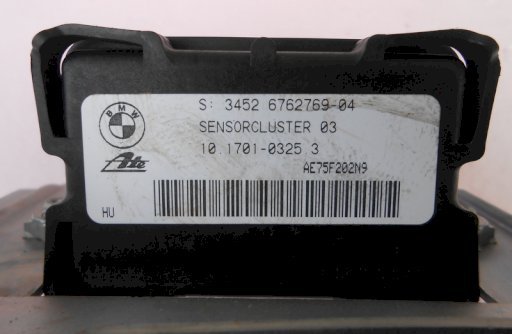 BMW
S: 3452 6762769-04
SENSORCLUSTER 03
Ate
10.1701-0325.3
AE75F202N9
HU